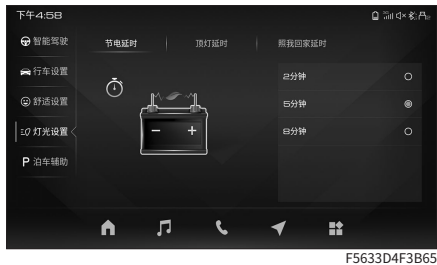 下午4:58
智能驾驶
节电延时 顶灯延时 照我回家延时
行车设置
2分钟
舒适设置
5分钟
灯光设置
8分钟
P 泊车辅助
F5633D4F3B65